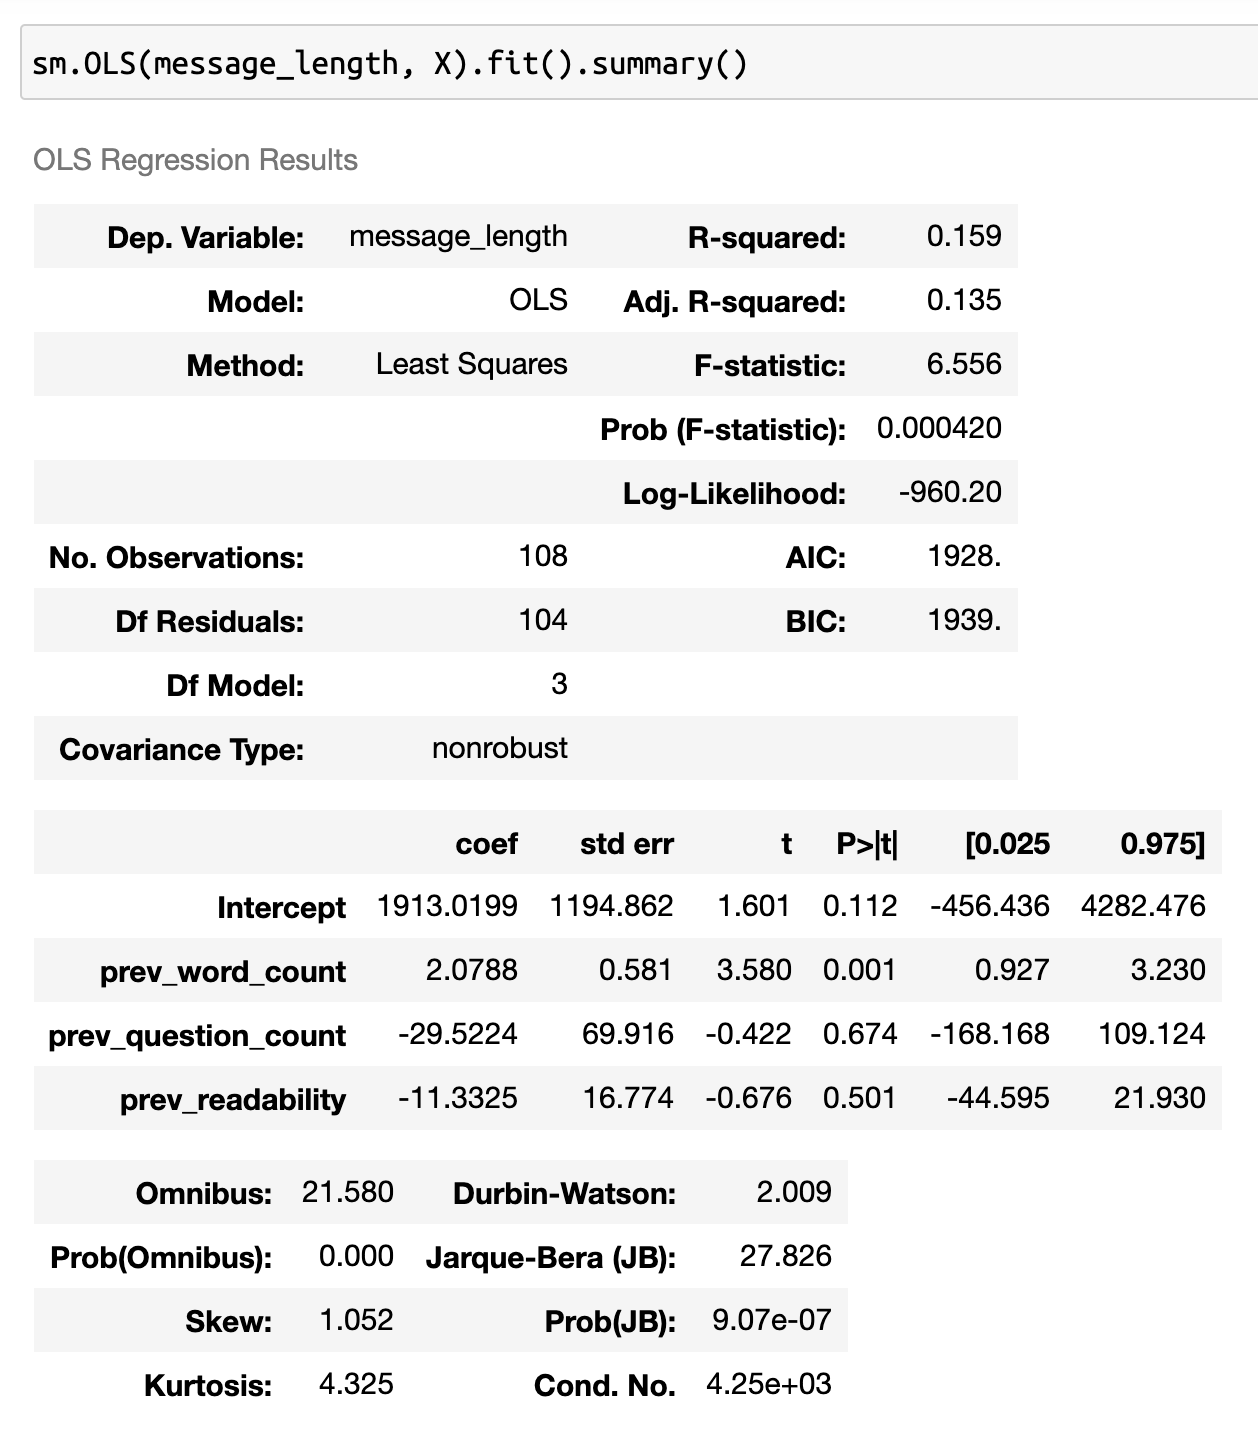 sm.OLS(message_length, X).fit().summary()
OLS Regression Results
Dep. Variable: message_length R-squared: 0.159
Model: OLS Adj. R-squared: 0.135
Method: Least Squares F-statistic: 6.556
Prob (F-statistic): 0.000420
Log-Likelihood: -960.20
No. Observations: 108 AIC: 1928.
Df Residuals: 104 BIC: 1939.
Df Model: 3
Covariance Type: nonrobust
coef std err t P>|t| [0.025 0.975]
Intercept 1913.0199 1194.862 1.601 0.112 -456.436 4282.476
prev_word_count 2.0788 0.581 3.580 0.001 0.927 3.230
prev_question_count -29.5224 69.916 -0.422 0.674 -168.168 109.124
prev_readability -11.3325 16.774 -0.676 0.501 -44.595 21.930
Omnibus: 21.580 Durbin-Watson: 2.009
Prob(Omnibus): 0.000 Jarque-Bera (JB): 27.826
Skew: 1.052 Prob(JB): 9.07e-07
Kurtosis: 4.325 Cond. No. 4.25e+03